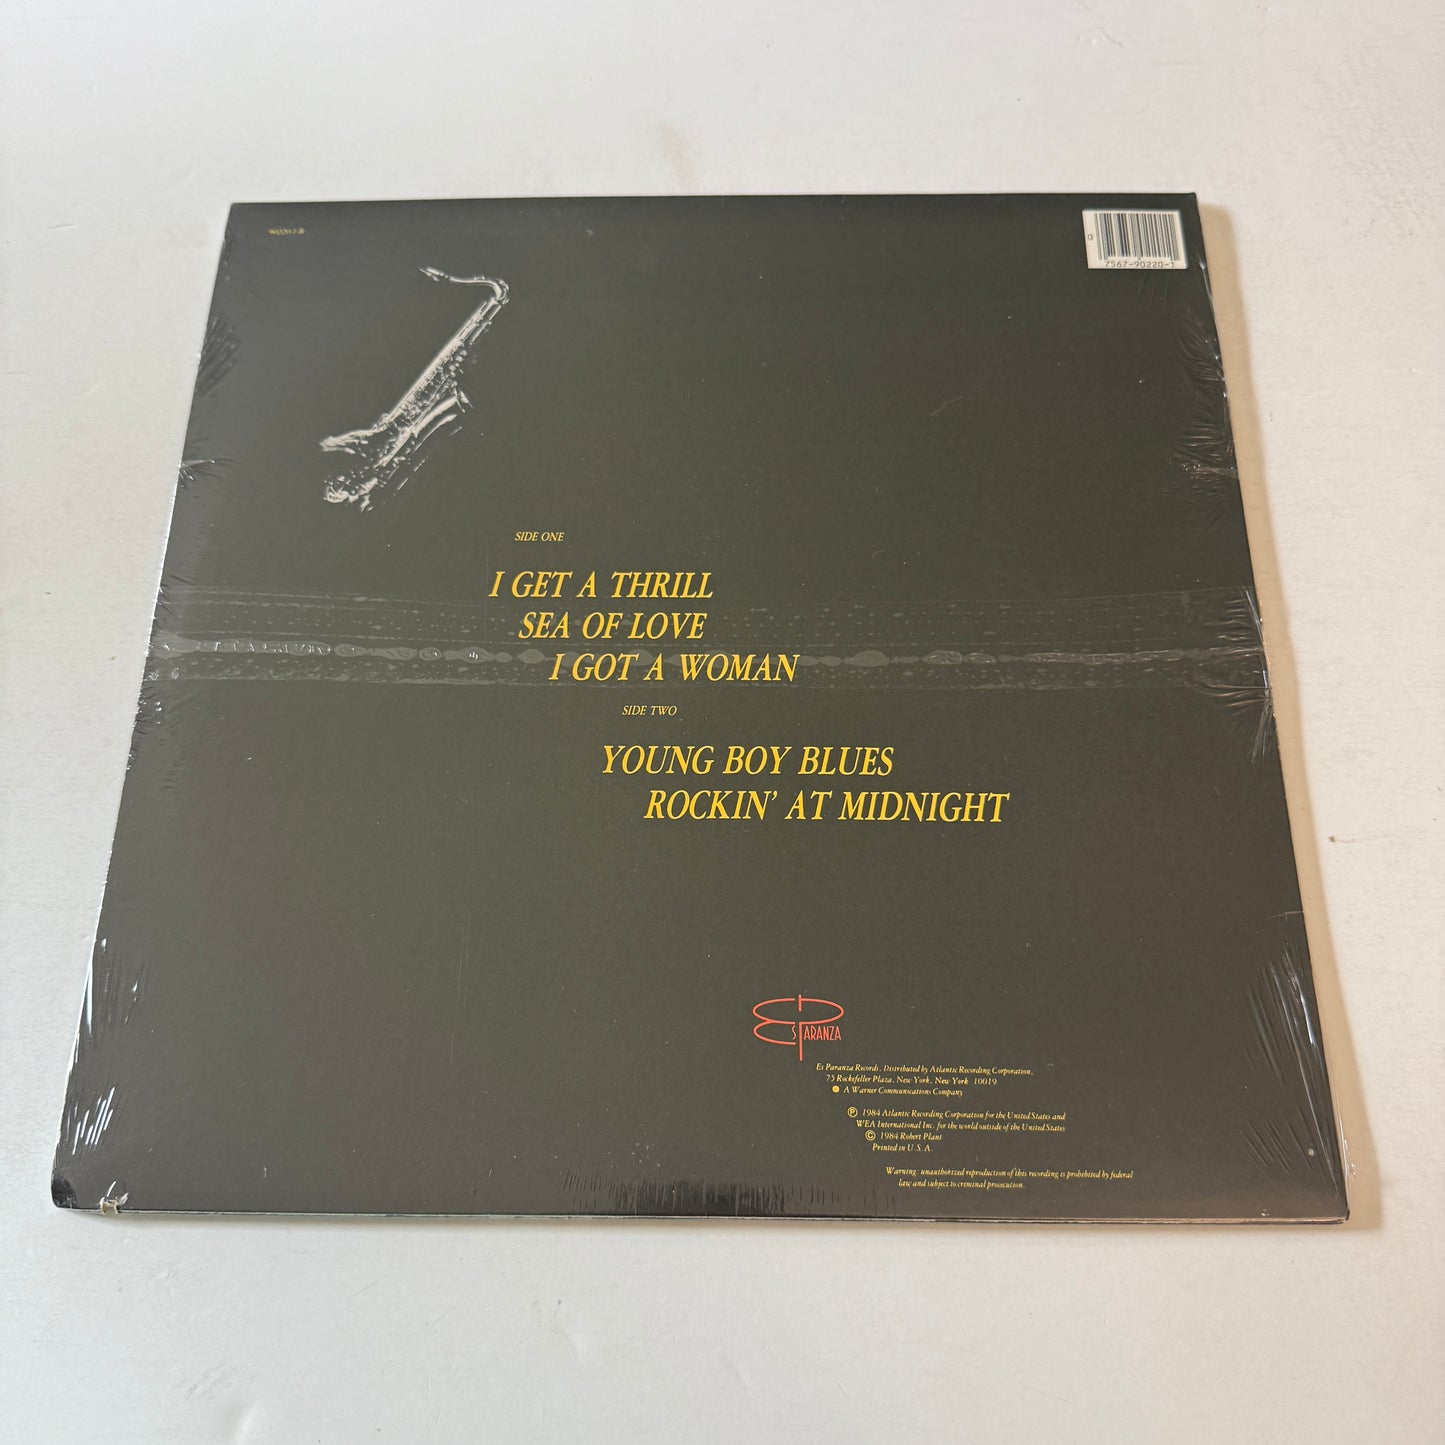 90220-1-B
0
7567-90220-1
SIDE ONE
I GET A THRILL
SEA OF LOVE
I GOT A WOMAN
SIDE TWO
YOUNG BOY BLUES
ROCKIN' AT MIDNIGHT
ES PARANZA
Es Paranza Records. Distributed by Atlantic Recording Corporation,
75 Rockefeller Plaza, New York, New York 10019
A Warner Communications Company
Ⓟ 1984 Atlantic Recording Corporation for the United States and
WEA International Inc. for the world outside of the United States
© 1984 Robert Plant
Printed in U.S.A.
Warning: unauthorized reproduction of this recording is prohibited by federal
law and subject to criminal prosecution.